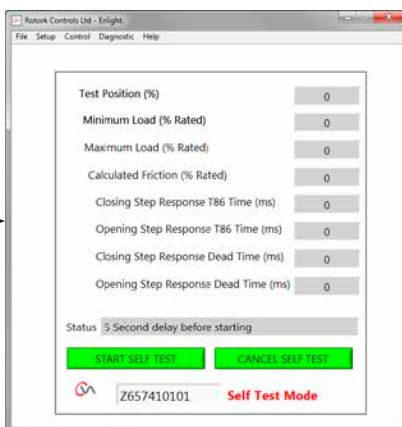 Rotork Controls Ltd - Enlight.
File Setup Control Diagnostic Help
Test Position (%) 0
Minimum Load (% Rated) 0
Maximum Load (% Rated) 0
Calculated Friction (% Rated) 0
Closing Step Response T86 Time (ms) 0
Opening Step Response T86 Time (ms) 0
Closing Step Response Dead Time (ms) 0
Opening Step Response Dead Time (ms) 0
Status 5 Second delay before starting
START SELF TEST CANCEL SELF TEST
Z657410101 Self Test Mode